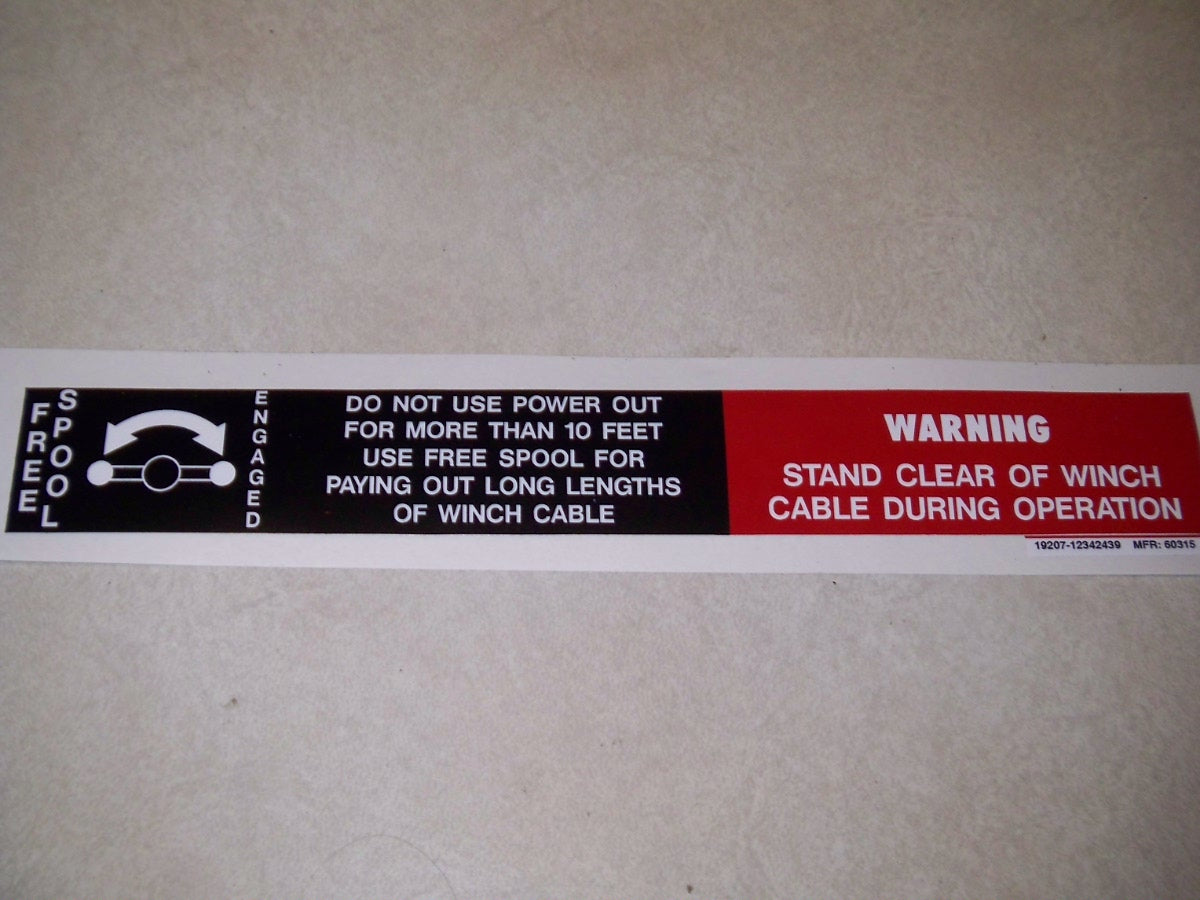 FREE
SPOOL
ENGAGED
DO NOT USE POWER OUT
FOR MORE THAN 10 FEET
USE FREE SPOOL FOR
PAYING OUT LONG LENGTHS
OF WINCH CABLE
WARNING
STAND CLEAR OF WINCH
CABLE DURING OPERATION
19207-12342439 MFR: 60315